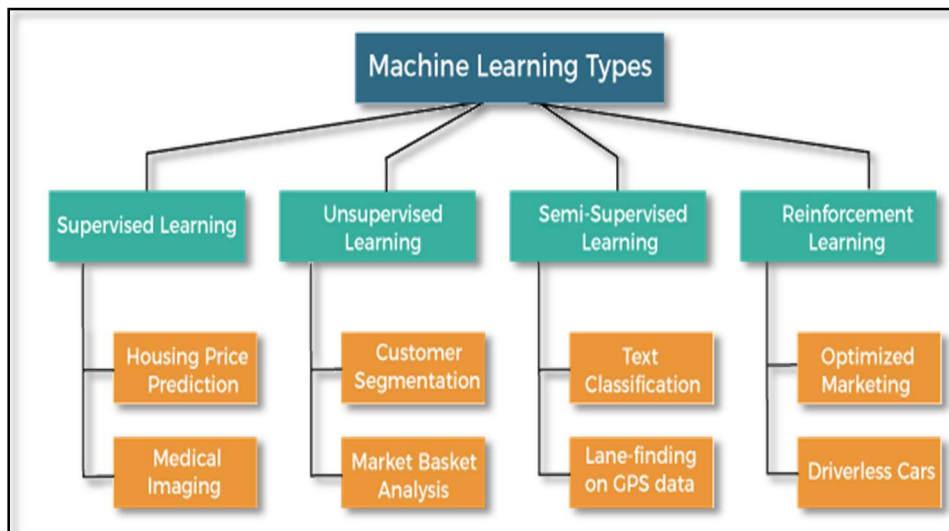 Machine Learning Types
Supervised Learning
Unsupervised
Learning
Semi-Supervised
Learning
Reinforcement
Learning
Housing Price
Prediction
Customer
Segmentation
Text
Classification
Optimized
Marketing
Medical
Imaging
Market Basket
Analysis
Lane-finding
on GPS data
Driverless Cars